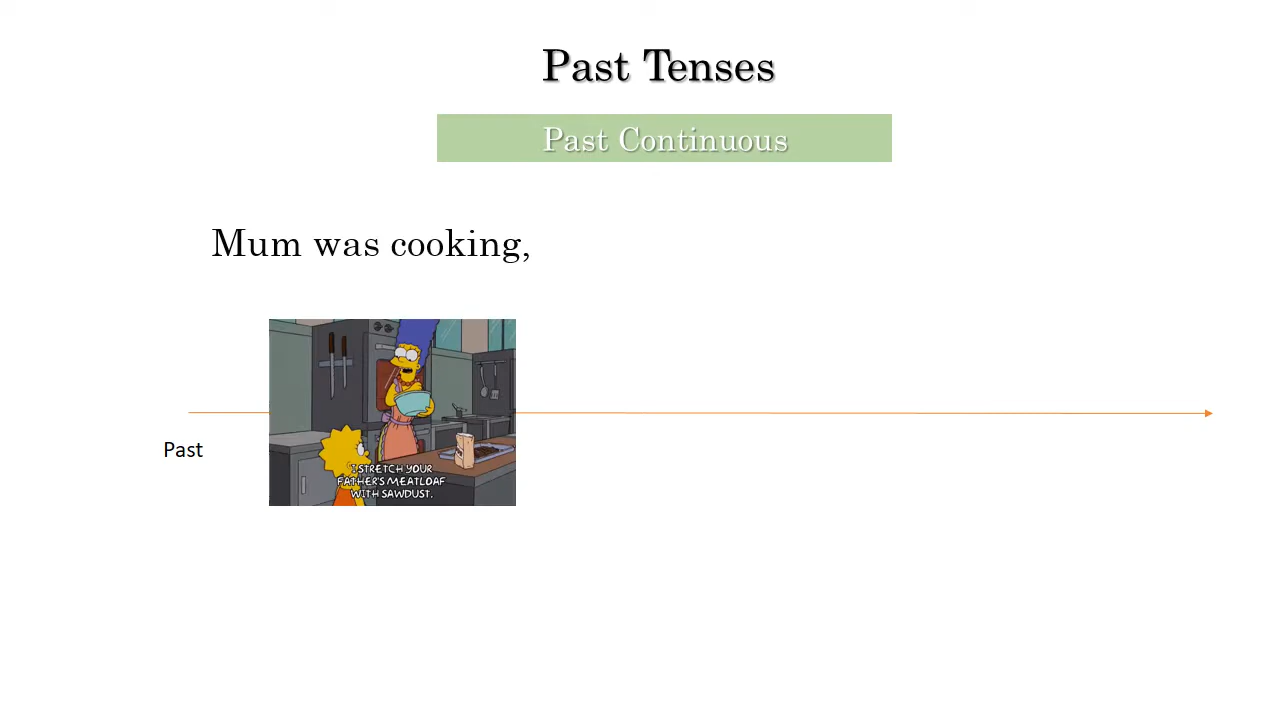 Past Tenses
Past Continuous
Mum was cooking,
Past
I STRETCH YOUR
FATHER'S MEATLOAF
WITH SAWDUST.